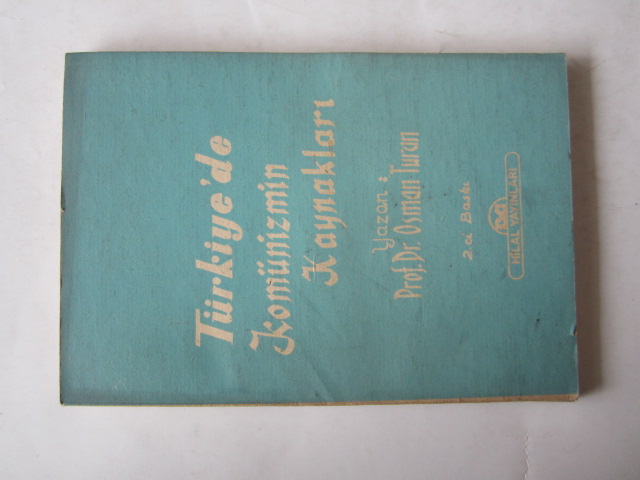 Türkiye'de
Komünizmin
Kaynakları
Yazan :
Prof. Dr. Osman Turan
2.ci Baskı
HİLAL YAYINLARI